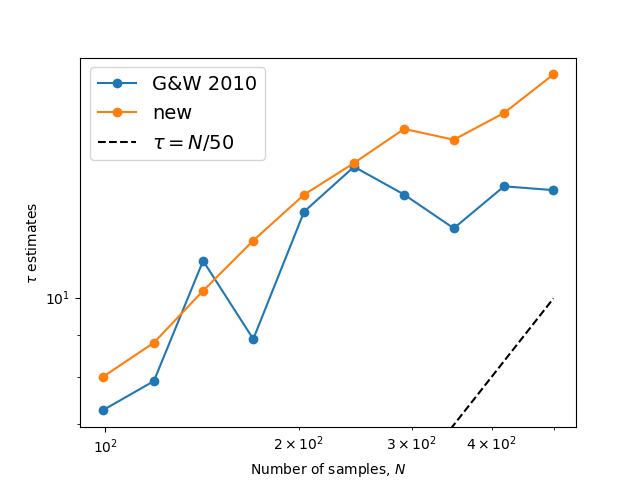 G&W 2010
new
τ = N/50
τ estimates
10¹
10² 2 × 10² 3 × 10² 4 × 10²
Number of samples, N